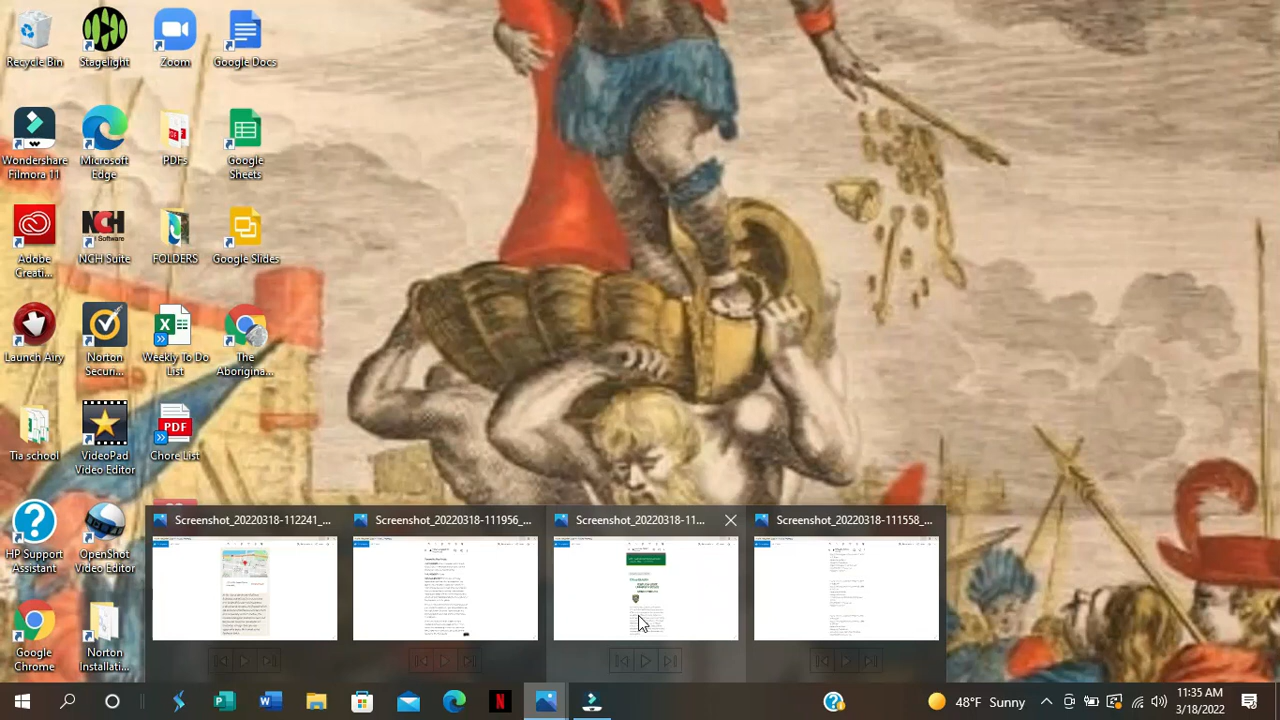 Recycle Bin
Stagelight
Zoom
Google Docs
Wondershare
Filmora 11
Microsoft
Edge
PDFs
Google
Sheets
Adobe
Creati...
NCH Suite
FOLDERS
Google Slides
Launch Airy
Norton
Securi...
Weekly To Do
List
The
Aborigina...
Tia school
VideoPad
Video Editor
PDF
Chore List
HP Support
Assistant
OpenShot
Video Editor
Google
Chrome
Norton
Installati...
Screenshot_20220318-112241_...
Screenshot_20220318-111956_...
Screenshot_20220318-11...
Screenshot_20220318-111558_...
48°F Sunny
11:35 AM
3/18/2022